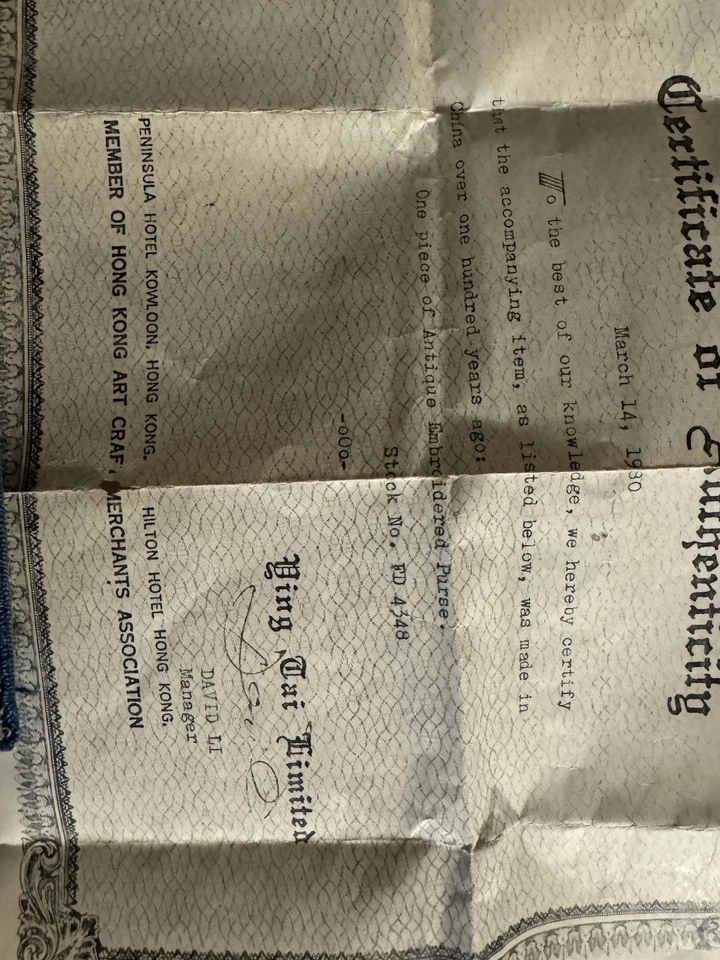 Certificate of Authenticity
March 14, 1980
To the best of our knowledge, we hereby certify
that the accompanying item, as listed below, was made in
China over one hundred years ago:
One piece of Antique Embroidered Purse.
Stock No. FD 4348
-oOo-
Ying Tai Limited
DAVID LI
Manager
PENINSULA HOTEL KOWLOON, HONG KONG. HILTON HOTEL HONG KONG.
MEMBER OF HONG KONG ART CRAF MERCHANTS ASSOCIATION